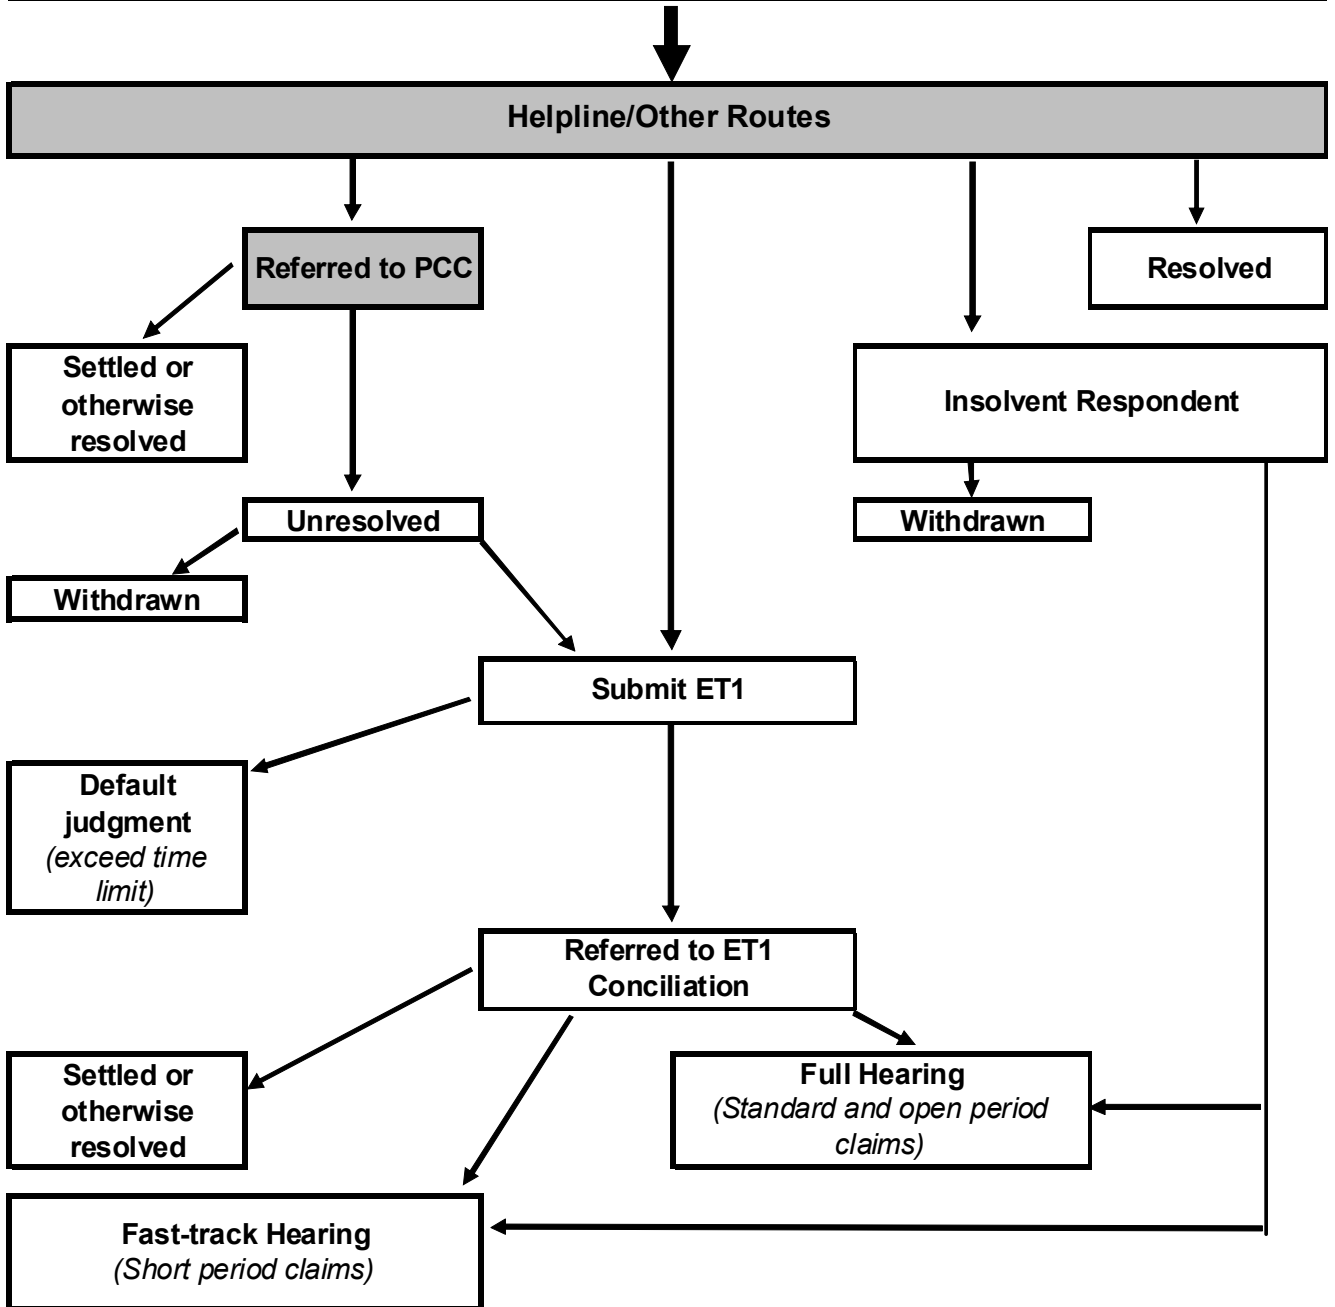 Helpline/Other Routes
Referred to PCC
Resolved
Settled or
otherwise
resolved
Insolvent Respondent
Unresolved
Withdrawn
Withdrawn
Submit ET1
Default
judgment
(exceed time
limit)
Referred to ET1
Conciliation
Settled or
otherwise
resolved
Full Hearing
(Standard and open period
claims)
Fast-track Hearing
(Short period claims)